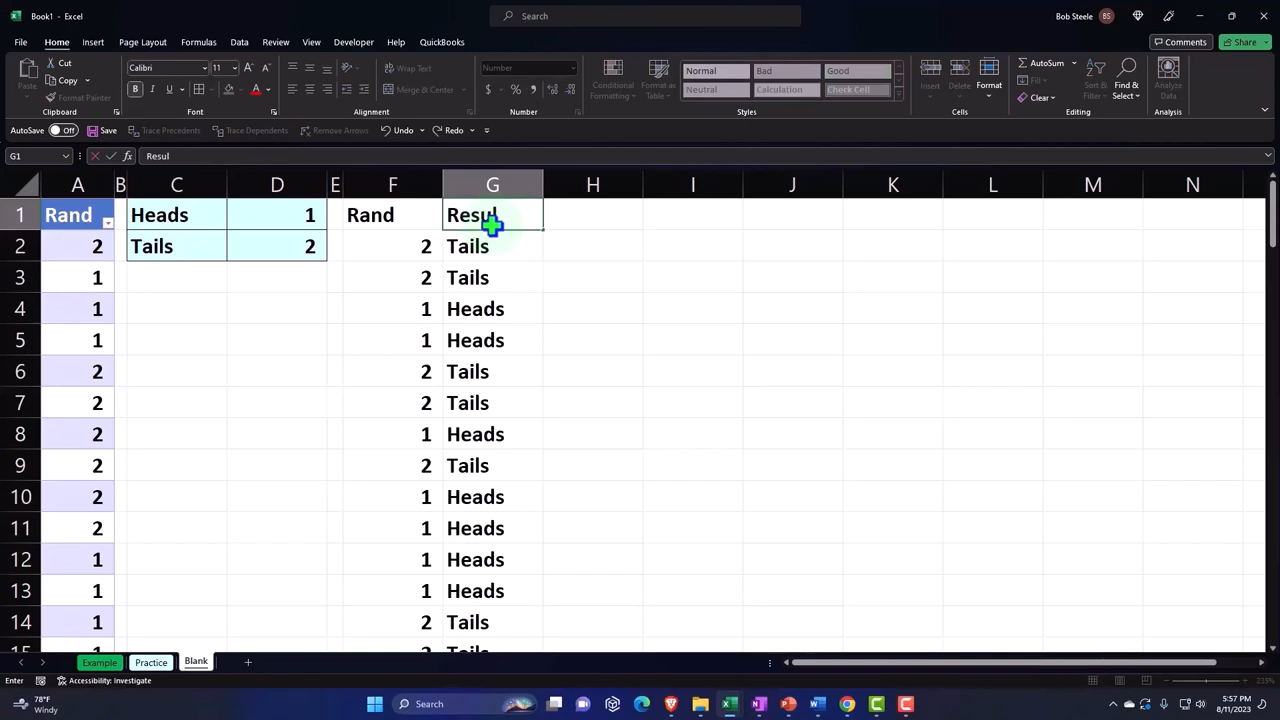 Book1 - Excel
Search
Bob Steele BS
File Home Insert Page Layout Formulas Data Review View Developer Help QuickBooks Comments Share
Paste Cut Copy Format Painter
Calibri 11 Wrap Text Merge & Center
Number
Conditional Formatting Format as Table
Normal Bad Good
Neutral Calculation Check Cell
Insert Delete Format
AutoSum Fill Clear
Sort & Filter Find & Select
Analyze Data
Clipboard Font Alignment Number Styles Cells Editing Analysis
AutoSave Off Save Trace Precedents Trace Dependents Remove Arrows Undo Redo
G1 fx Resul
A B C D E F G H I J K L M N
1 Rand Heads 1 Rand Resul
2 2 Tails 2 2 Tails
3 1 2 Tails
4 1 1 Heads
5 1 1 Heads
6 2 2 Tails
7 2 2 Tails
8 2 1 Heads
9 2 2 Tails
10 2 1 Heads
11 2 1 Heads
12 1 1 Heads
13 1 1 Heads
14 1 2 Tails
15 2 Tails
Example Practice Blank
Enter Accessibility: Investigate 235%
78°F
Windy
Search
5:57 PM
8/11/2023